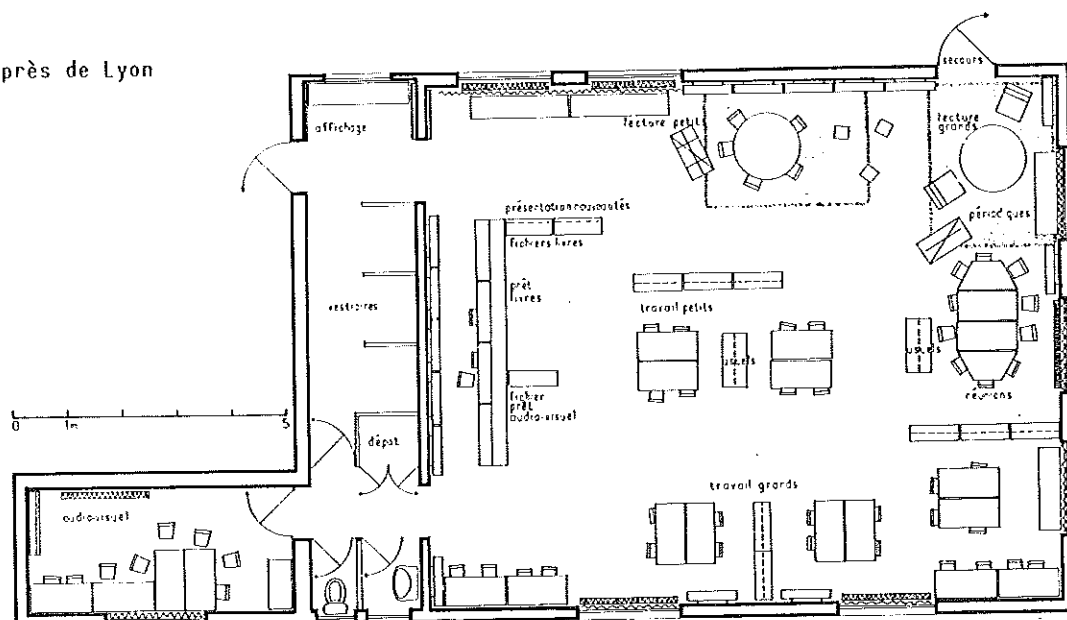 près de Lyon
secours
affichage
lecture petits
lecture
grands
présentation nouveautés
fichiers livres
périodiques
prêt
livres
vestiaires
travail petits
usuels
usuels
réunions
fichier
prêt
audio-visuel
0 1m 5
dépôt
travail grands
audio-visuel